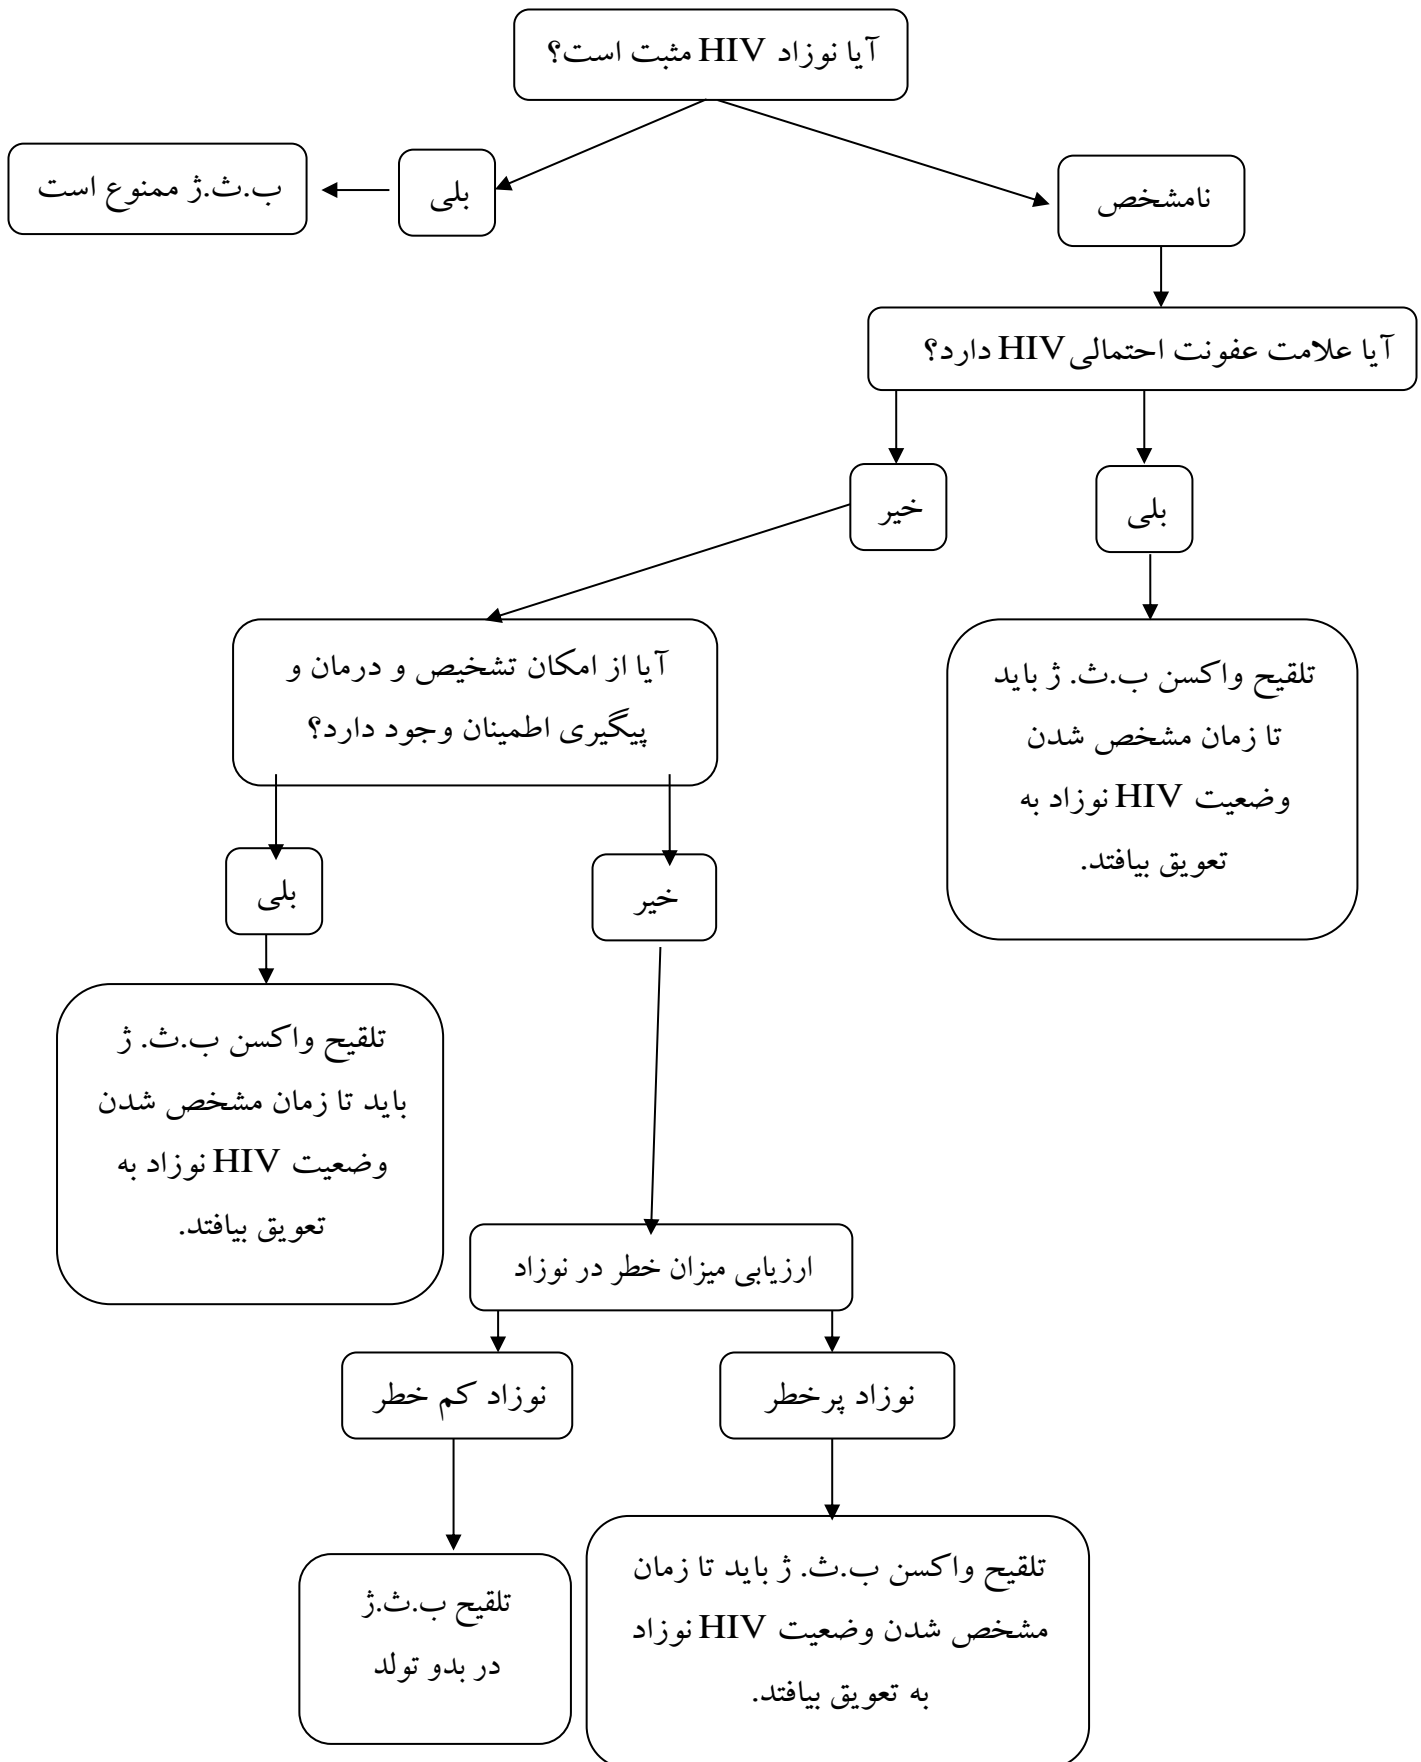 آیا نوزاد HIV مثبت است؟
نامشخص
بلی
ب.ث.ژ ممنوع است
آیا علامت عفونت احتمالی HIV دارد؟
بلی
خیر
تلقیح واکسن ب.ث. ژ باید
تا زمان مشخص شدن
وضعیت HIV نوزاد به
تعویق بیافتد.
آیا از امکان تشخیص و درمان و
پیگیری اطمینان وجود دارد؟
خیر
بلی
تلقیح واکسن ب.ث. ژ
باید تا زمان مشخص شدن
وضعیت HIV نوزاد به
تعویق بیافتد.
ارزیابی میزان خطر در نوزاد
نوزاد پرخطر
نوزاد کم خطر
تلقیح واکسن ب.ث. ژ باید تا زمان
مشخص شدن وضعیت HIV نوزاد
به تعویق بیافتد.
تلقیح ب.ث.ژ
در بدو تولد